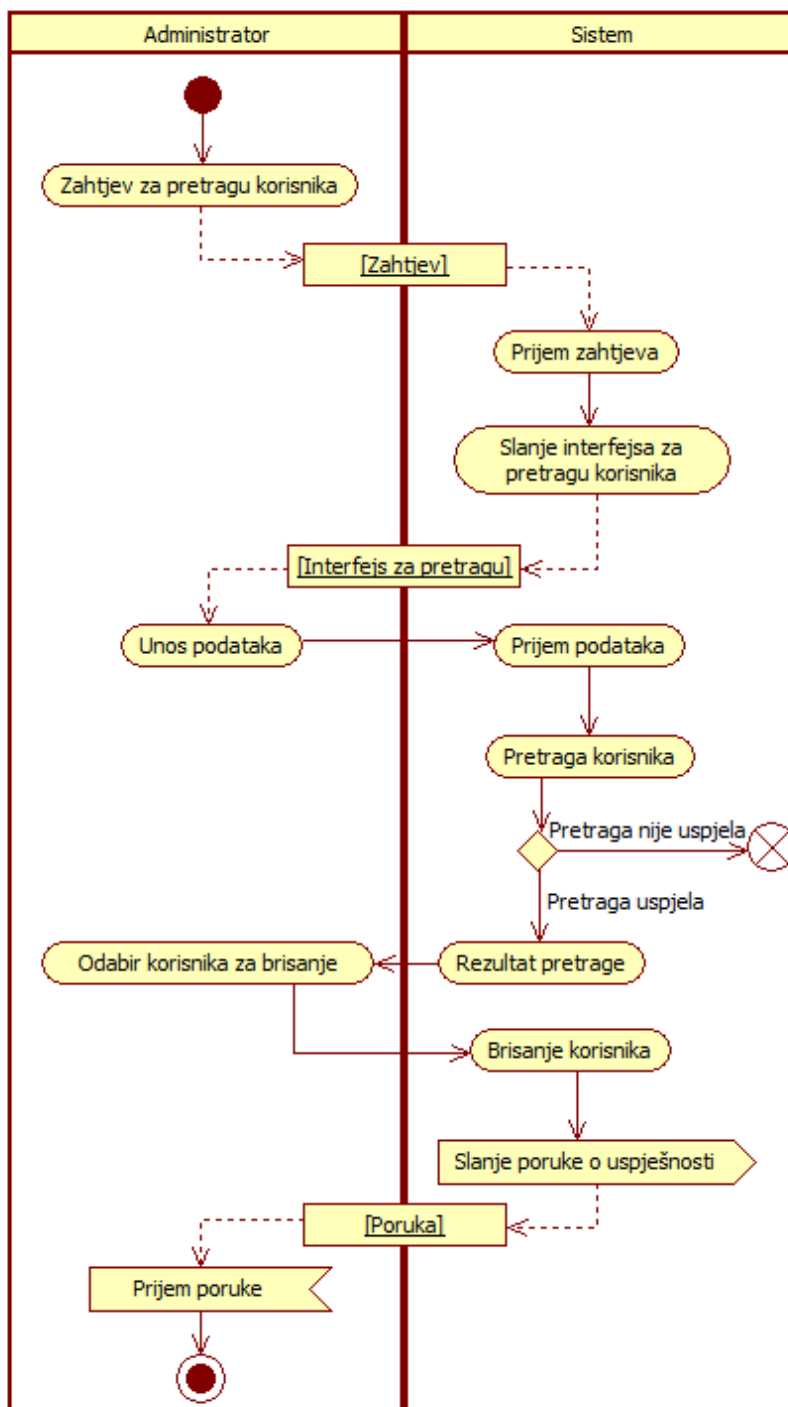 Administrator
Sistem
Zahtjev za pretragu korisnika
[Zahtjev]
Prijem zahtjeva
Slanje interfejsa za
pretragu korisnika
[Interfejs za pretragu]
Unos podataka
Prijem podataka
Pretraga korisnika
Pretraga nije uspjela
Pretraga uspjela
Odabir korisnika za brisanje
Rezultat pretrage
Brisanje korisnika
Slanje poruke o uspješnosti
[Poruka]
Prijem poruke